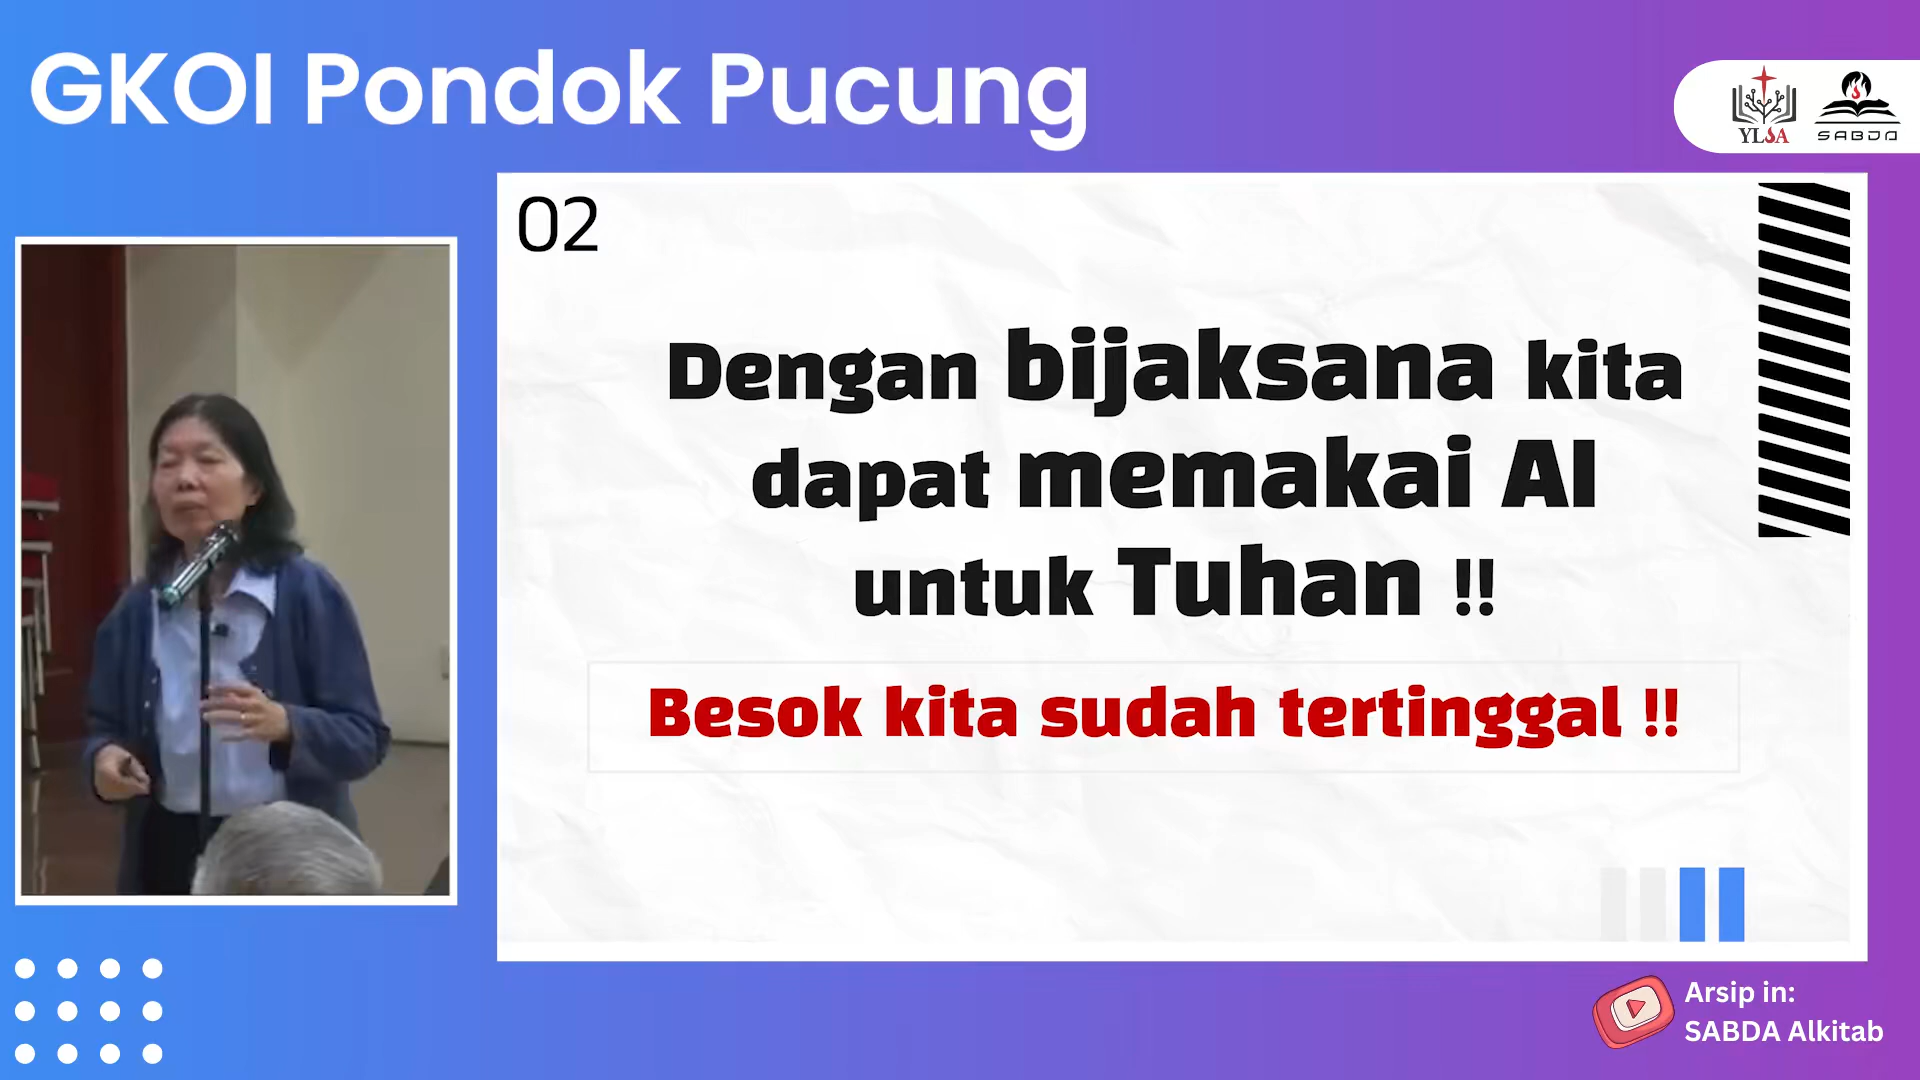 GKOI Pondok Pucung
YLSA
SABDA
02
Dengan bijaksana kita
dapat memakai AI
untuk Tuhan !!
Besok kita sudah tertinggal !!
Arsip in:
SABDA Alkitab